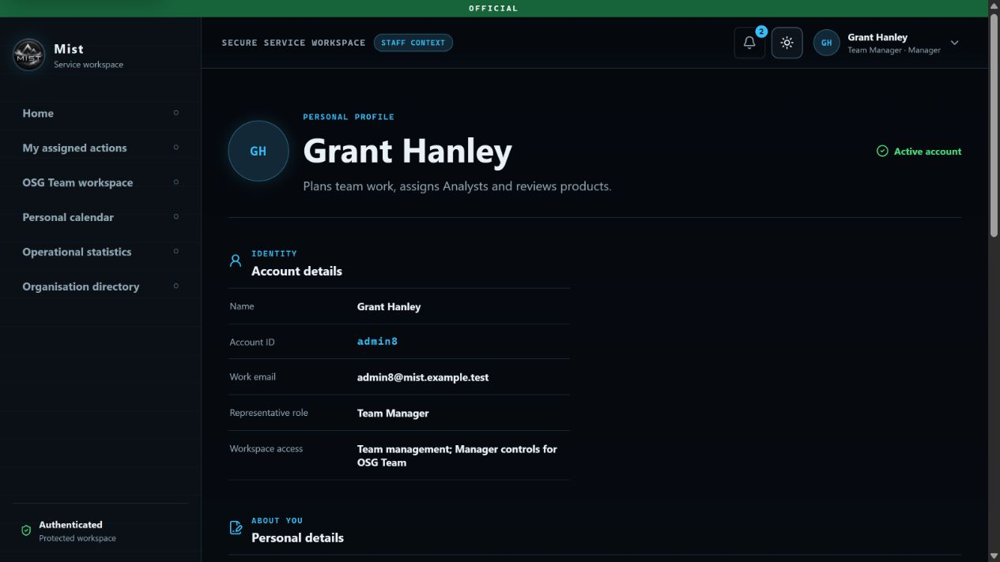 OFFICIAL
MIST
Mist
Service workspace
SECURE SERVICE WORKSPACE
STAFF CONTEXT
2
GH
Grant Hanley
Team Manager · Manager
Home
My assigned actions
OSG Team workspace
Personal calendar
Operational statistics
Organisation directory
Authenticated
Protected workspace
GH
PERSONAL PROFILE
Grant Hanley
Plans team work, assigns Analysts and reviews products.
Active account
IDENTITY
Account details
Name
Grant Hanley
Account ID
admin8
Work email
admin8@mist.example.test
Representative role
Team Manager
Workspace access
Team management; Manager controls for
OSG Team
ABOUT YOU
Personal details